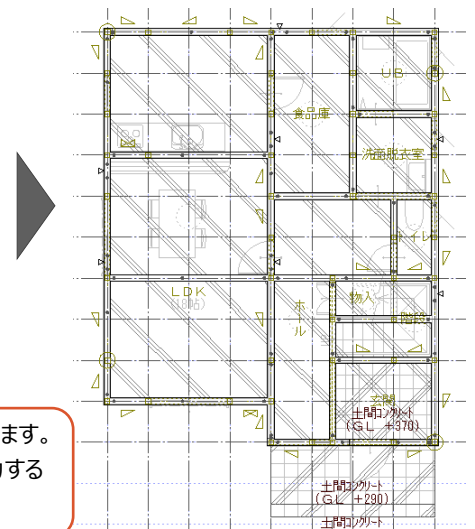 UB
食品庫
洗面脱衣室
トイレ
LDK
ホール
物入
階段
玄関
土間コンクリート
(GL +370)
ます。
する
土間コンクリート
(GL +290)
土間コンクリート